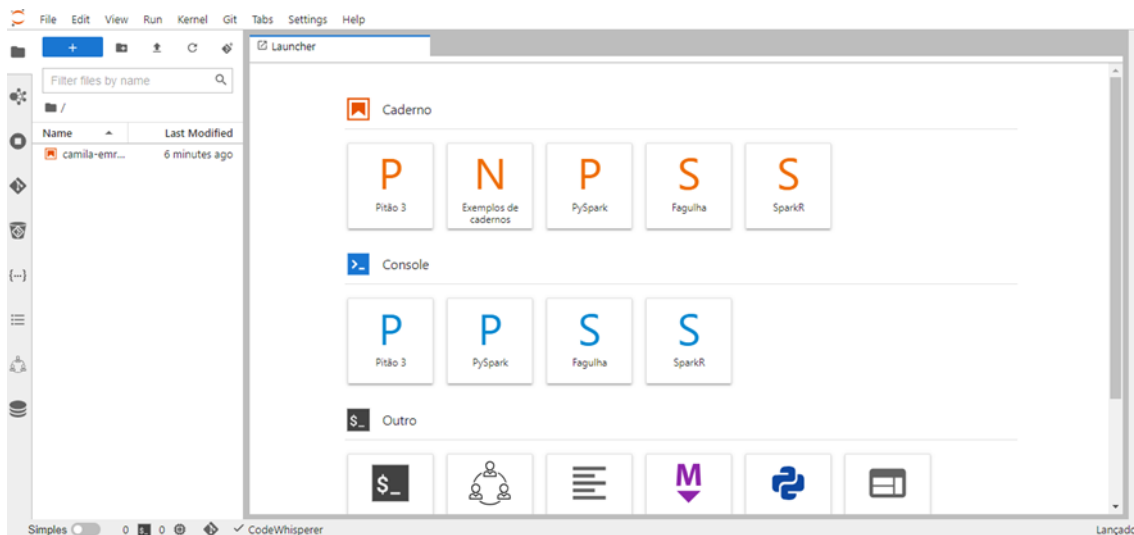 File Edit View Run Kernel Git Tabs Settings Help
+
Filter files by name
/
Name Last Modified
camila-emr... 6 minutes ago
Launcher
Caderno
P N P S S
Pitão 3 Exemplos de cadernos PySpark Fagulha SparkR
Console
P P S S
Pitão 3 PySpark Fagulha SparkR
$_ Outro
$_ M
Simples 0 $_ 0 CodeWhisperer Lançado